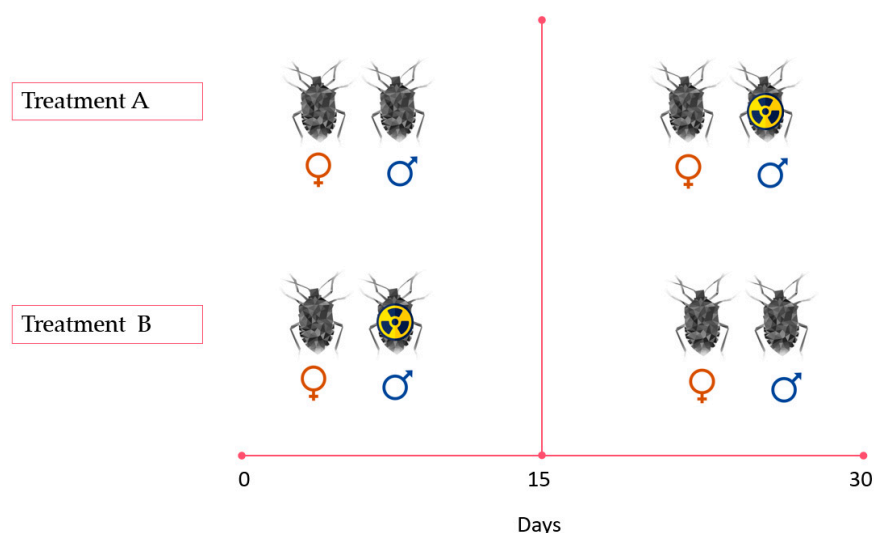 Treatment A
♀ ♂ ♀ ♂
Treatment B
♀ ♂ ♀ ♂
0 15 30
Days